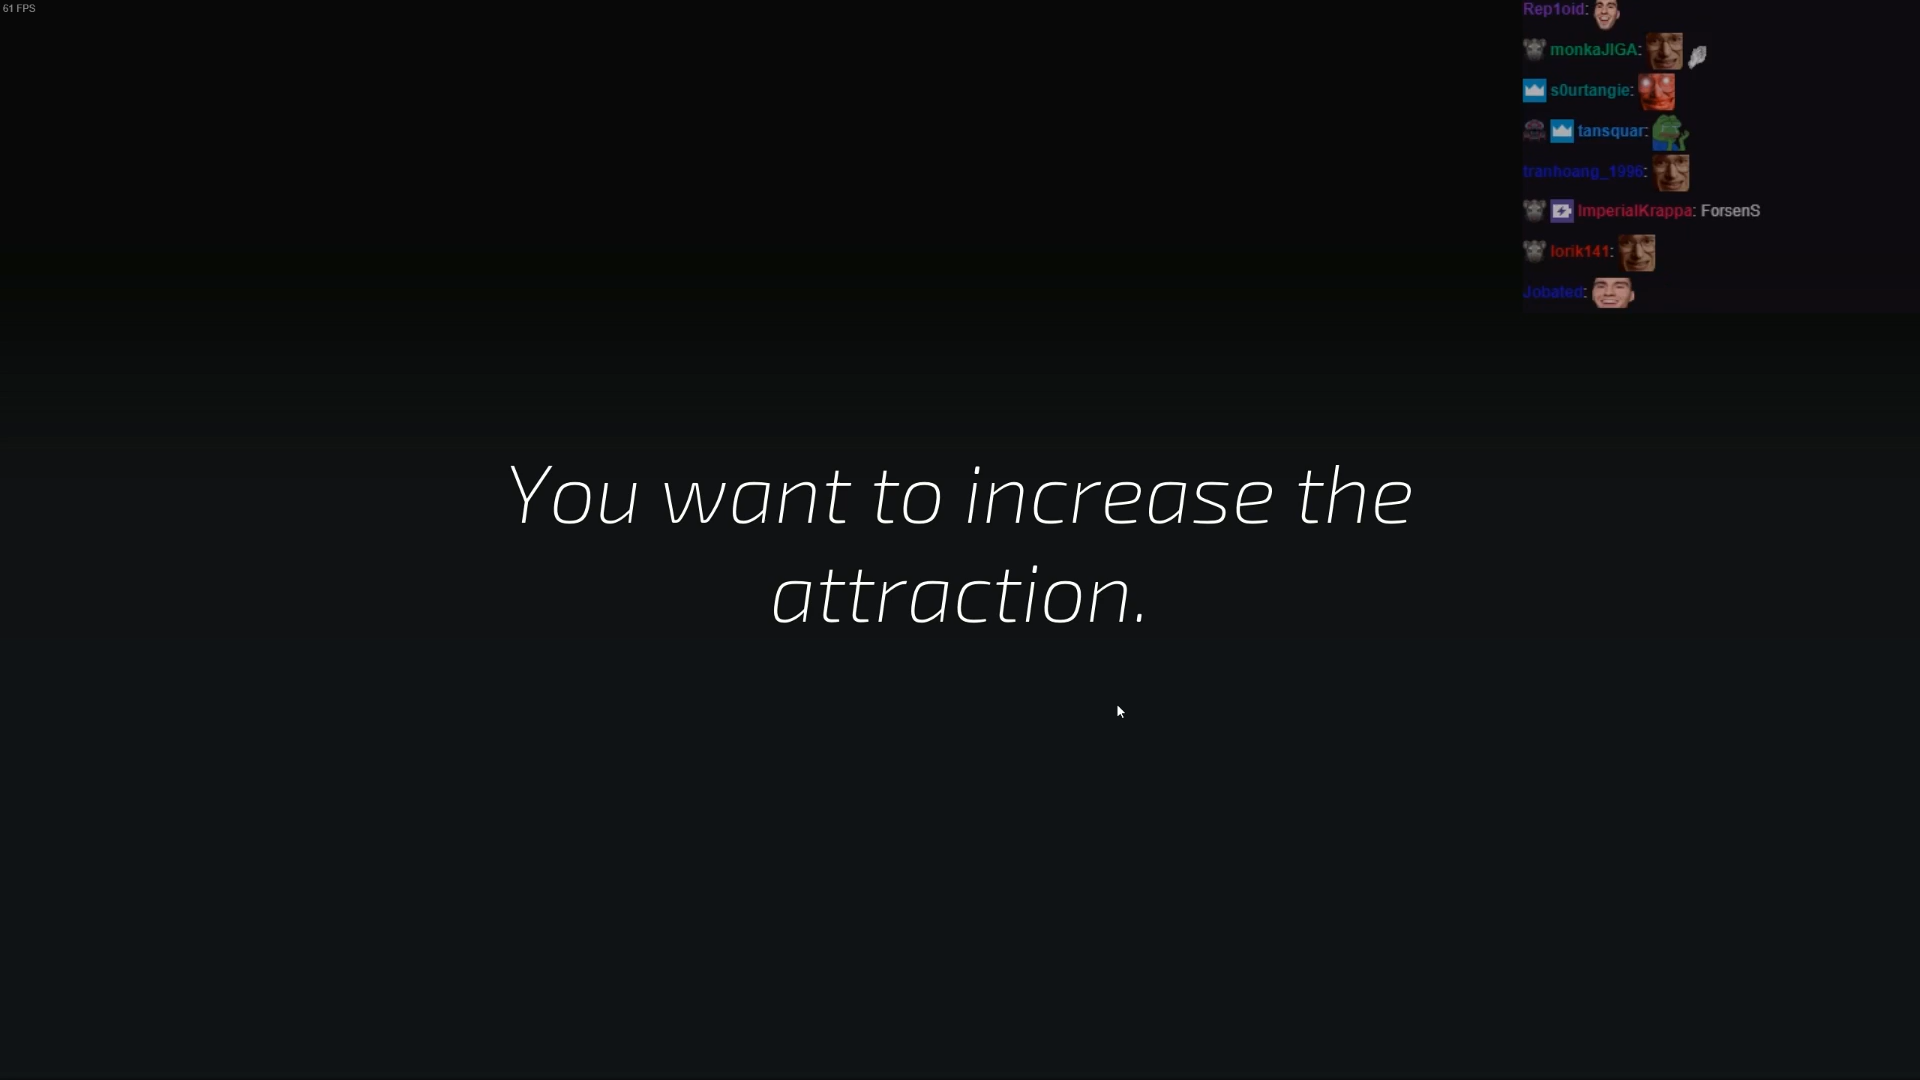 61 FPS
Rep1oid:
monkaJIGA:
s0urtangie:
tansquar:
tranhoang_1996:
ImperialKrappa: ForsenS
lorik141:
Jobated:
You want to increase the
attraction.